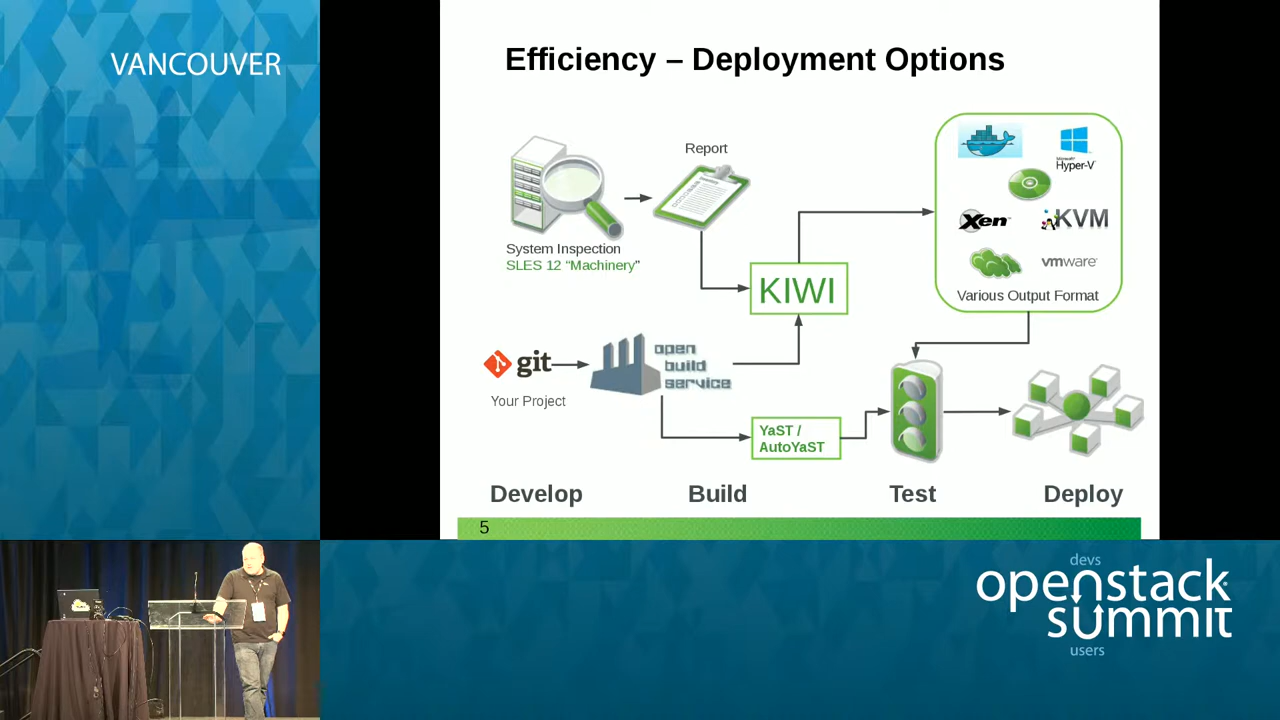 VANCOUVER
Efficiency – Deployment Options
Report
System Inspection
SLES 12 “Machinery”
KIWI
Microsoft
Hyper-V
Xen
KVM
vmware
Various Output Format
git
Your Project
open
build
service
YaST /
AutoYaST
Develop
Build
Test
Deploy
5
devs
openstack
summit
users